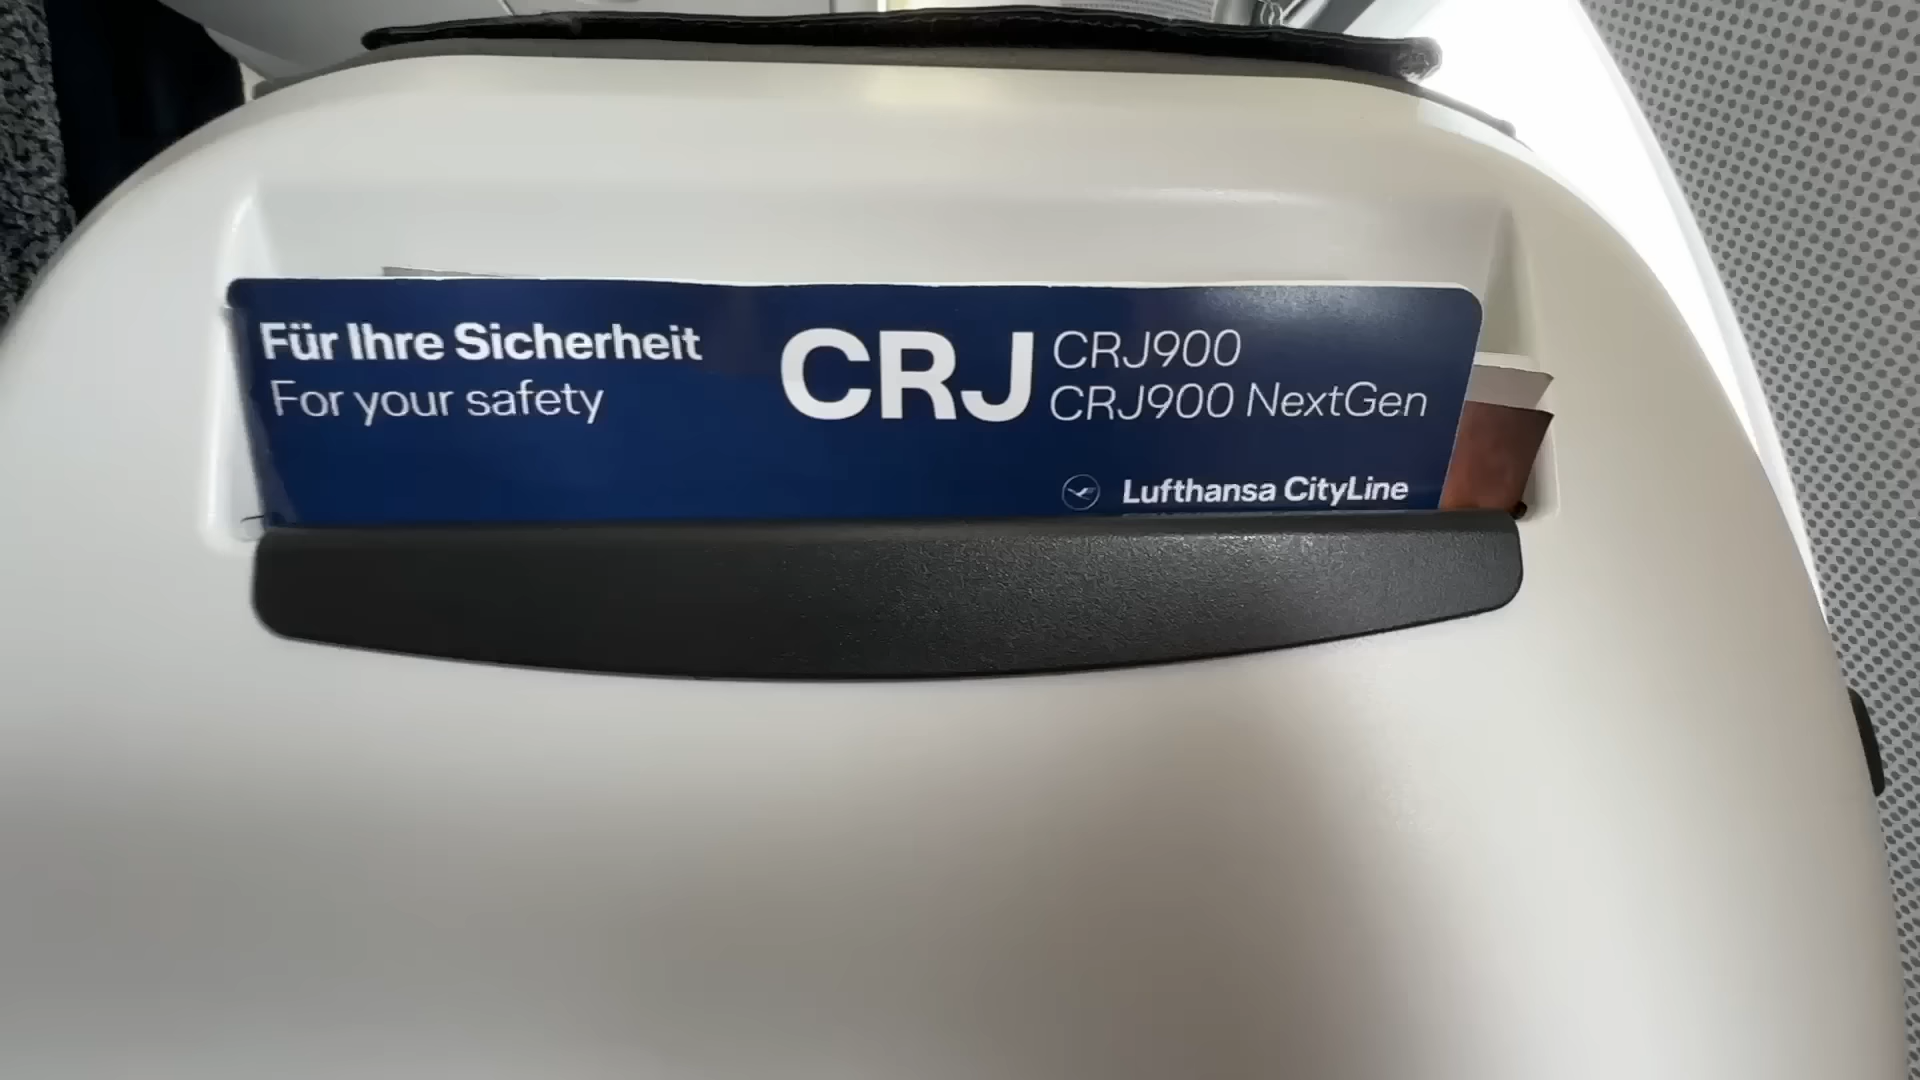 Für Ihre Sicherheit
For your safety
CRJ
CRJ900
CRJ900 NextGen
Lufthansa CityLine